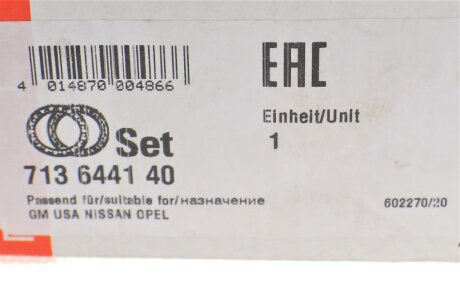 4 014870 004866
EAC
Set
713 6441 40
Einheit/Unit
1
Passend für/suitable for/назначение
GM USA NISSAN OPEL
602270/20